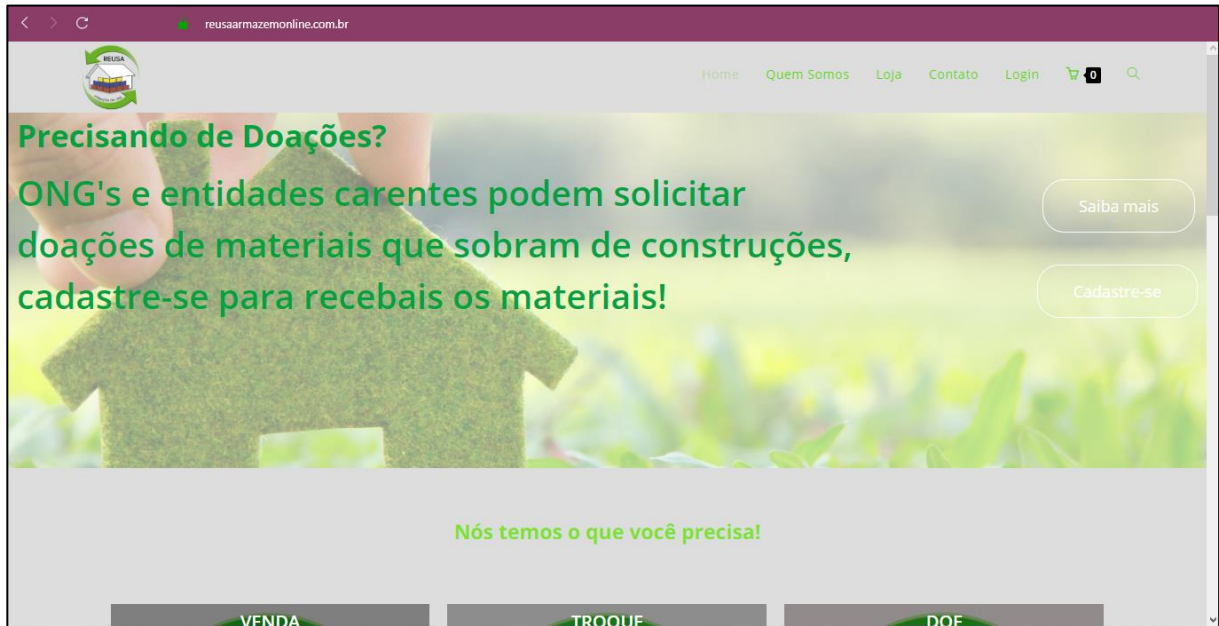 reusaarmazemonline.com.br
REUSA
Home Quem Somos Loja Contato Login 0
Precisando de Doações?
ONG's e entidades carentes podem solicitar
doações de materiais que sobram de construções,
cadastre-se para recebais os materiais!
Saiba mais
Cadastre-se
Nós temos o que você precisa!
VENDA TROQUE DOE